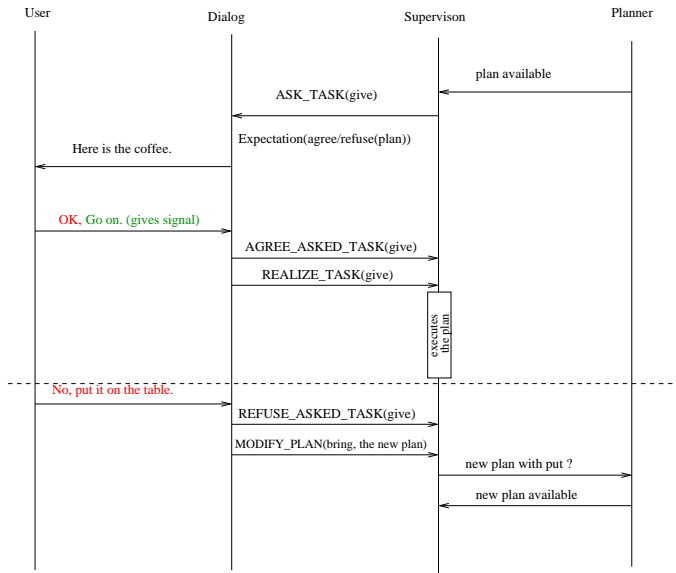 User
Dialog
Supervison
Planner
plan available
ASK_TASK(give)
Expectation(agree/refuse(plan))
Here is the coffee.
OK, Go on. (gives signal)
AGREE_ASKED_TASK(give)
REALIZE_TASK(give)
executes
the plan
No, put it on the table.
REFUSE_ASKED_TASK(give)
MODIFY_PLAN(bring, the new plan)
new plan with put ?
new plan available